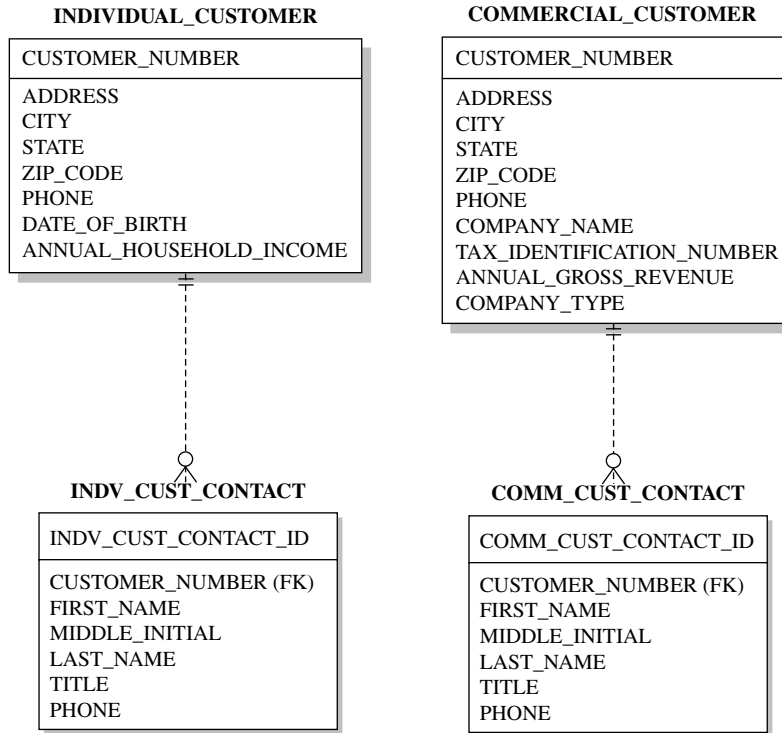 INDIVIDUAL_CUSTOMER
CUSTOMER_NUMBER
ADDRESS
CITY
STATE
ZIP_CODE
PHONE
DATE_OF_BIRTH
ANNUAL_HOUSEHOLD_INCOME
COMMERCIAL_CUSTOMER
CUSTOMER_NUMBER
ADDRESS
CITY
STATE
ZIP_CODE
PHONE
COMPANY_NAME
TAX_IDENTIFICATION_NUMBER
ANNUAL_GROSS_REVENUE
COMPANY_TYPE
INDV_CUST_CONTACT
INDV_CUST_CONTACT_ID
CUSTOMER_NUMBER (FK)
FIRST_NAME
MIDDLE_INITIAL
LAST_NAME
TITLE
PHONE
COMM_CUST_CONTACT
COMM_CUST_CONTACT_ID
CUSTOMER_NUMBER (FK)
FIRST_NAME
MIDDLE_INITIAL
LAST_NAME
TITLE
PHONE